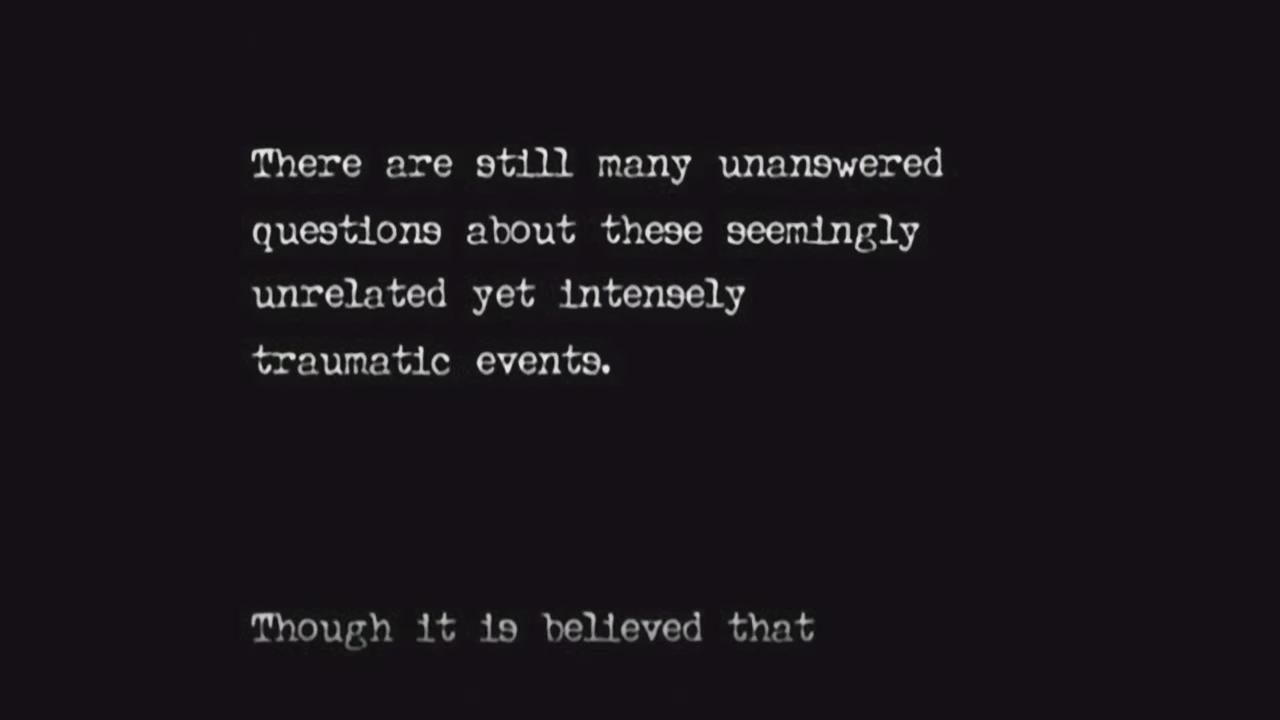 There are still many unanswered
questions about these seemingly
unrelated yet intensely
traumatic events.
Though it is believed that